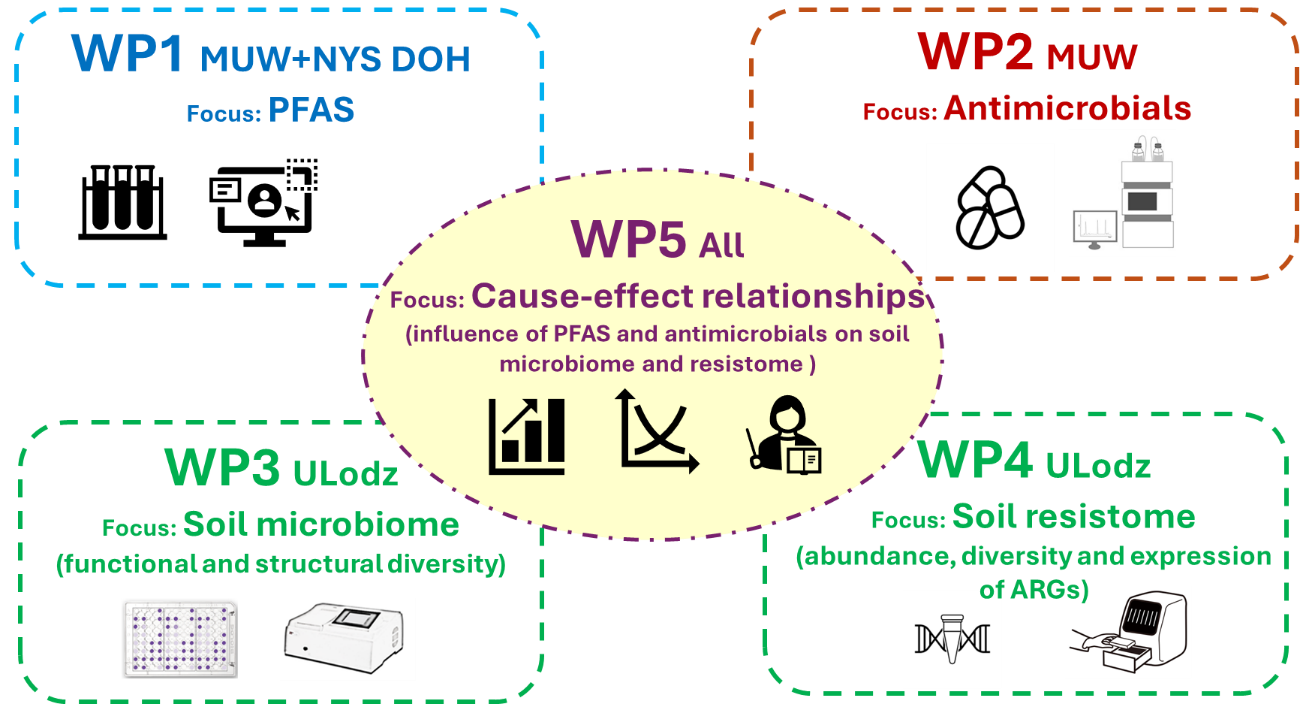 WP1 MUW+NYS DOH
Focus: PFAS
WP2 MUW
Focus: Antimicrobials
WP5 All
Focus: Cause-effect relationships
(influence of PFAS and antimicrobials on soil
microbiome and resistome )
WP3 ULodz
Focus: Soil microbiome
(functional and structural diversity)
WP4 ULodz
Focus: Soil resistome
(abundance, diversity and expression
of ARGs)